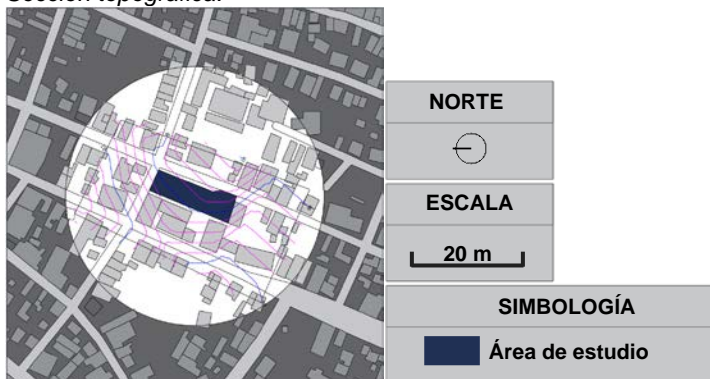 Sección topográfica.
NORTE
ESCALA
20 m
SIMBOLOGÍA
Área de estudio